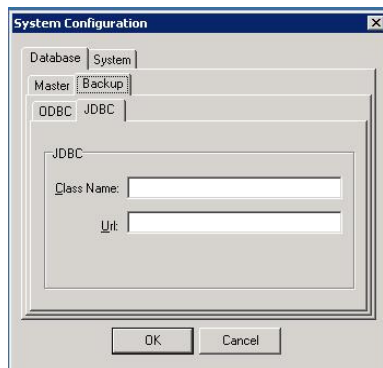 System Configuration
Database System
Master Backup
ODBC JDBC
JDBC
Class Name:
Url:
OK Cancel